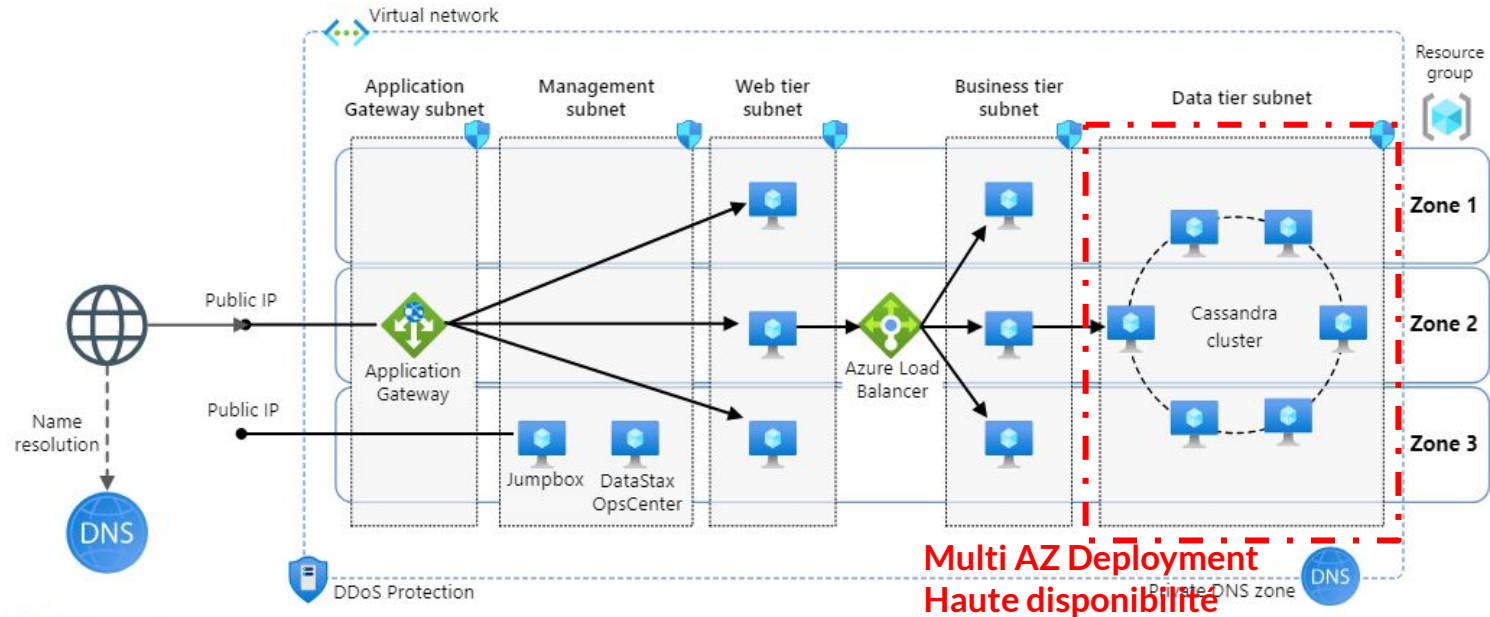 Virtual network
Resource
group
Application
Gateway subnet
Management
subnet
Web tier
subnet
Business tier
subnet
Data tier subnet
Zone 1
Public IP
Application
Gateway
Azure Load
Balancer
Cassandra
cluster
Zone 2
Name
resolution
Public IP
Jumpbox
DataStax
OpsCenter
Zone 3
DNS
DDoS Protection
Multi AZ Deployment
Haute disponibilité
Private DNS zone
DNS